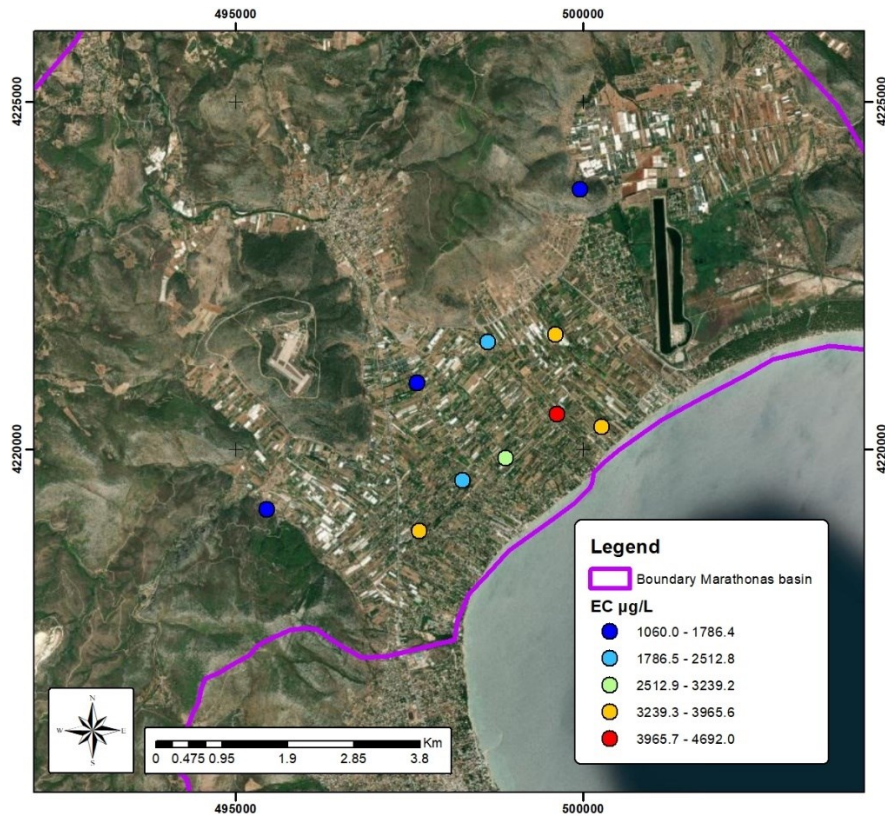 495000 500000
4225000 4225000
4220000 4220000
Legend
Boundary Marathonas basin
EC µg/L
1060.0 - 1786.4
1786.5 - 2512.8
2512.9 - 3239.2
3239.3 - 3965.6
3965.7 - 4692.0
N
W E
S
Km
0 0.475 0.95 1.9 2.85 3.8
495000 500000